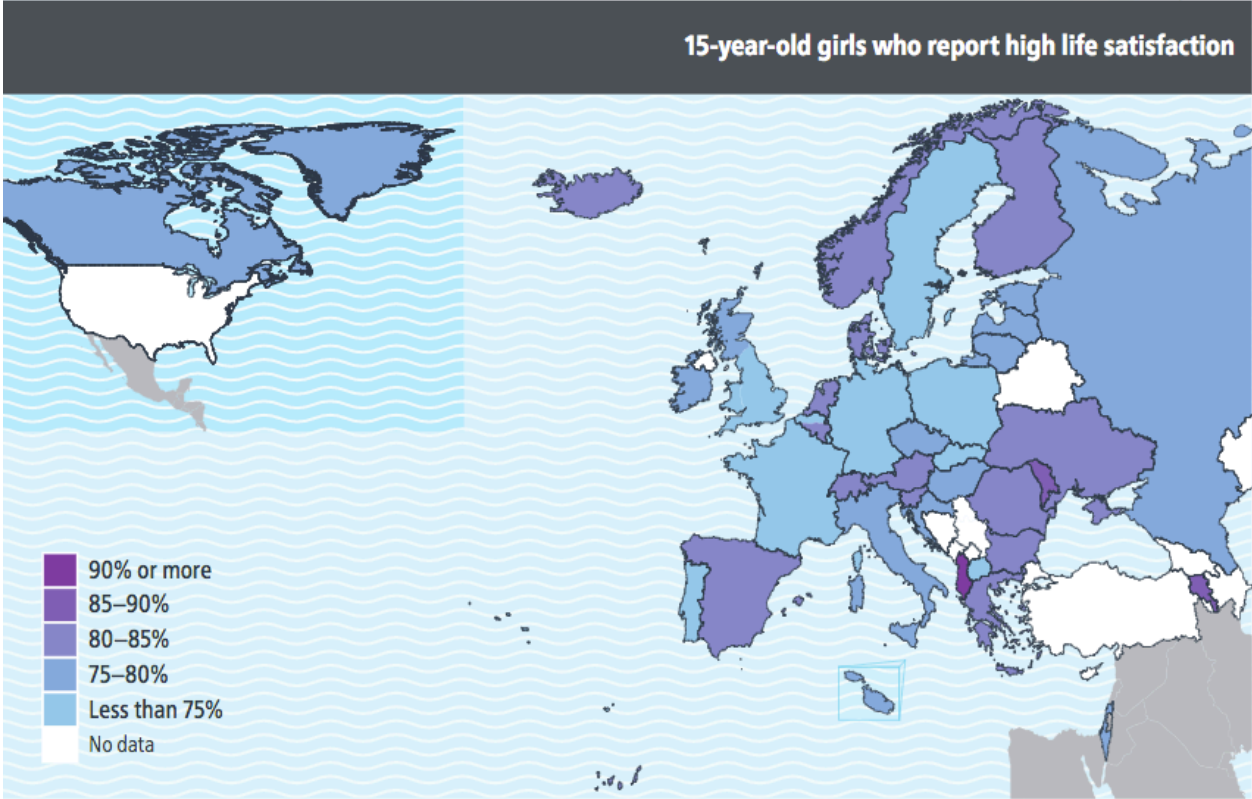 15-year-old girls who report high life satisfaction
90% or more
85–90%
80–85%
75–80%
Less than 75%
No data